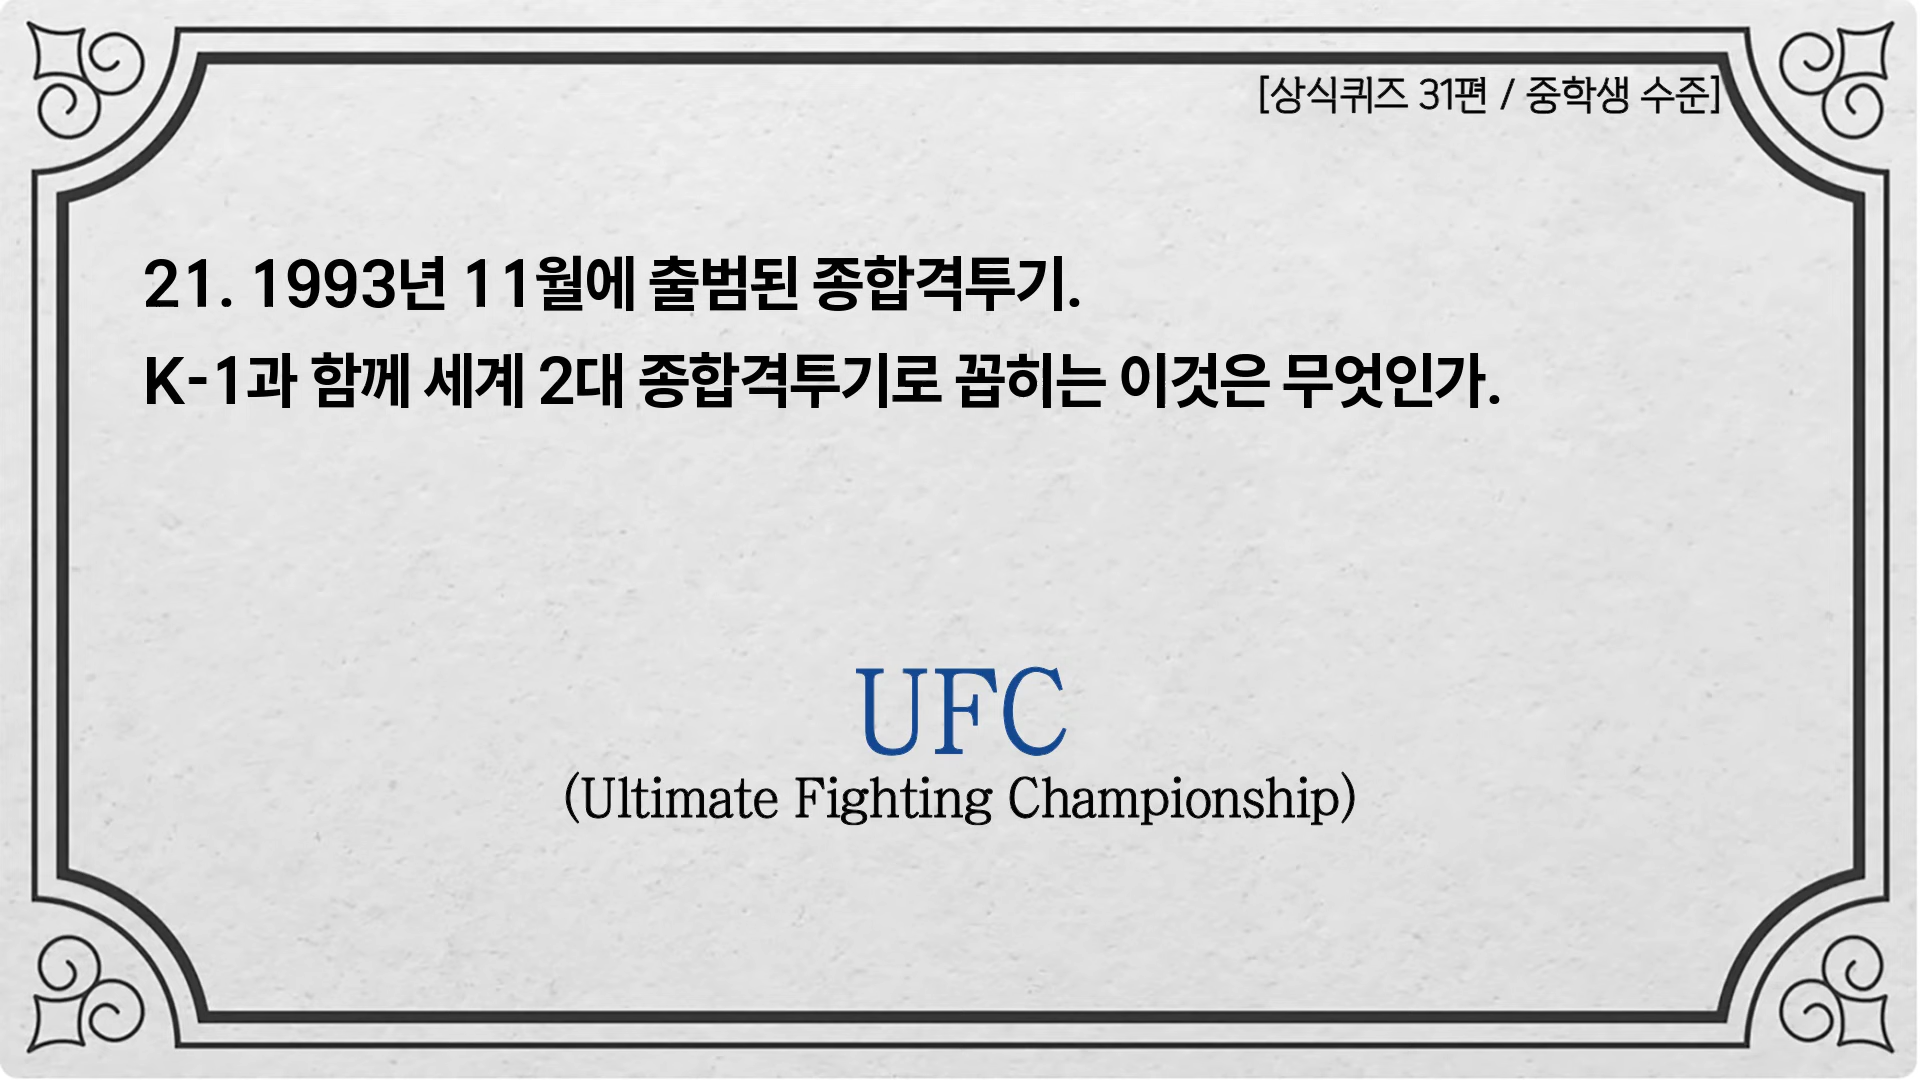 [상식퀴즈 31편 / 중학생 수준]
21. 1993년 11월에 출범된 종합격투기.
K-1과 함께 세계 2대 종합격투기로 꼽히는 이것은 무엇인가.
UFC
(Ultimate Fighting Championship)